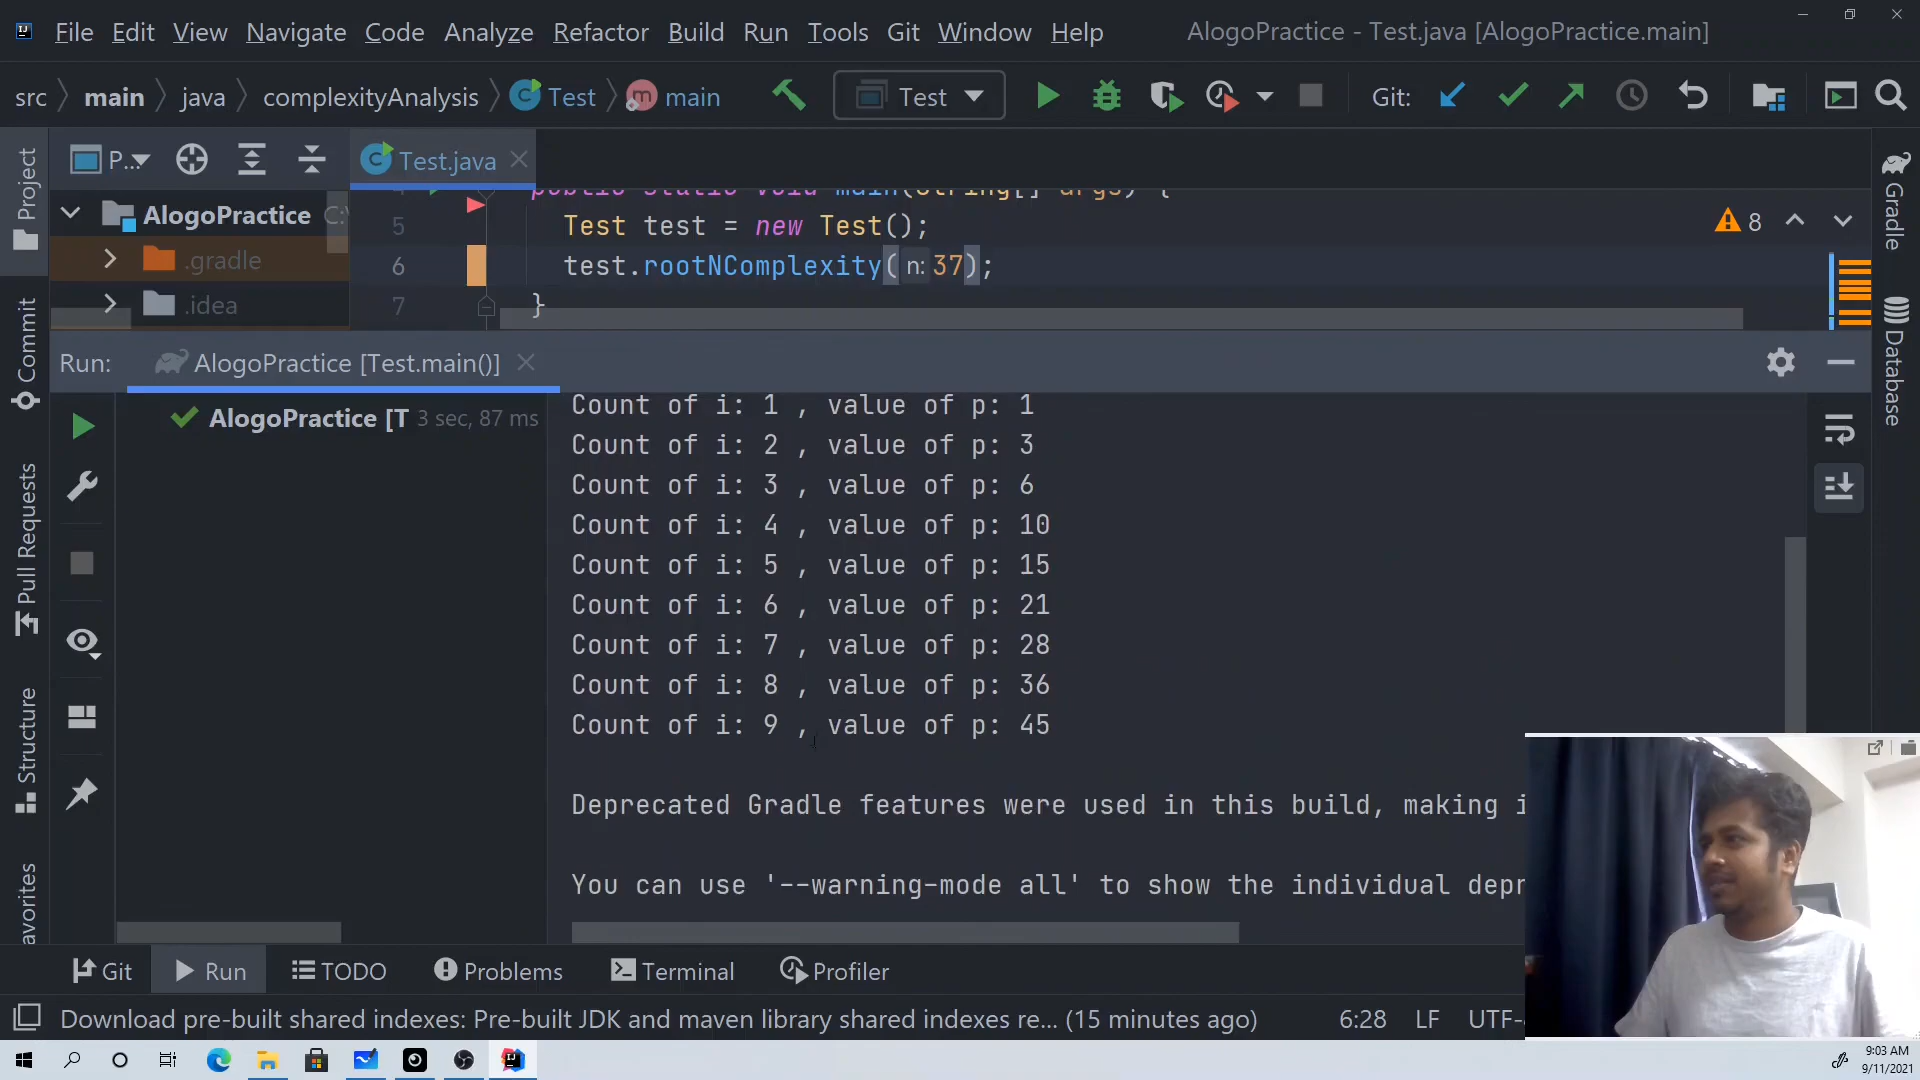 File Edit View Navigate Code Analyze Refactor Build Run Tools Git Window Help AlogoPractice - Test.java [AlogoPractice.main]
src main java complexityAnalysis Test main Test Git:
P... Test.java
public static void main(String[] args) {
AlogoPractice C:\
5 Test test = new Test();
8
.gradle
6 test.rootNComplexity( n: 37);
.idea
7 }
Project
Commit
Pull Requests
Structure
avorites
Gradle
Database
Run: AlogoPractice [Test.main()]
AlogoPractice [T 3 sec, 87 ms
Count of i: 1 , value of p: 1
Count of i: 2 , value of p: 3
Count of i: 3 , value of p: 6
Count of i: 4 , value of p: 10
Count of i: 5 , value of p: 15
Count of i: 6 , value of p: 21
Count of i: 7 , value of p: 28
Count of i: 8 , value of p: 36
Count of i: 9 , value of p: 45
Deprecated Gradle features were used in this build, making i
You can use '--warning-mode all' to show the individual depr
Git Run TODO Problems Terminal Profiler
Download pre-built shared indexes: Pre-built JDK and maven library shared indexes re... (15 minutes ago) 6:28 LF UTF-
9:03 AM
9/11/2021